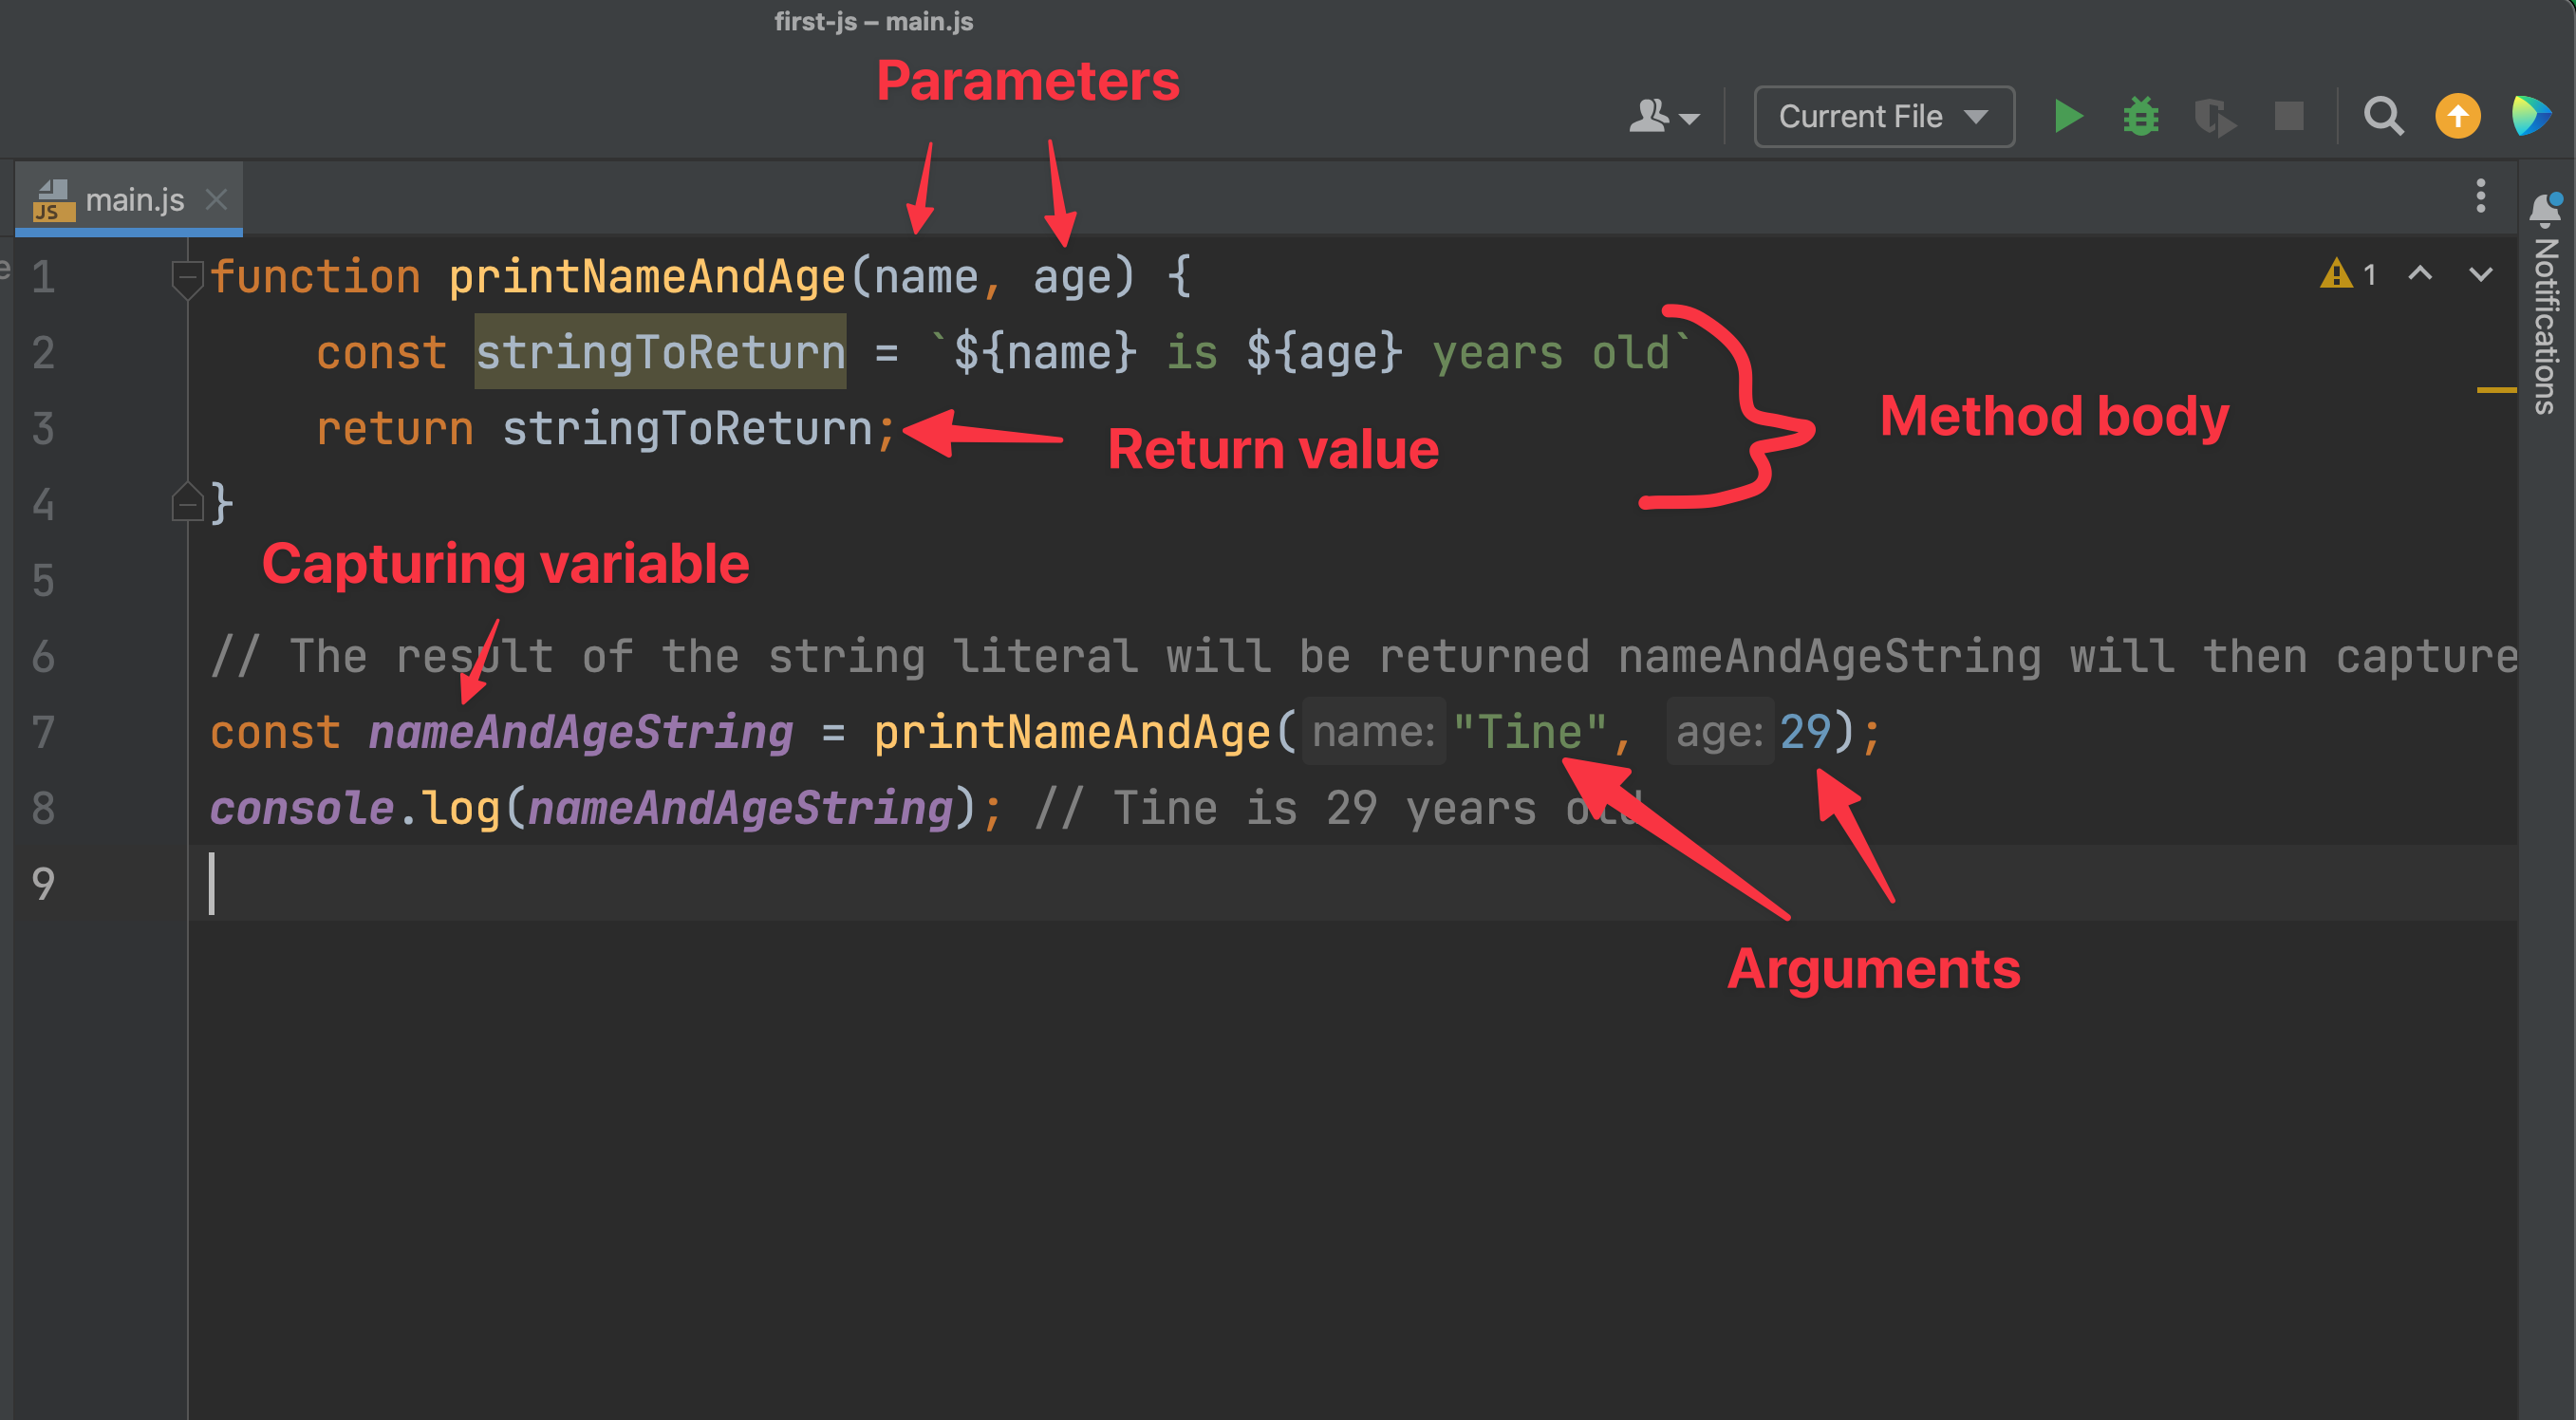 first-js – main.js
Parameters
Current File
main.js
JS
Notifications
1 function printNameAndAge(name, age) {
1
2 const stringToReturn = `${name} is ${age} years old`
Method body
3 return stringToReturn;
Return value
4 }
Capturing variable
5
6 // The result of the string literal will be returned nameAndAgeString will then capture
7 const nameAndAgeString = printNameAndAge( name: "Tine", age: 29);
8 console.log(nameAndAgeString); // Tine is 29 years old
9
Arguments